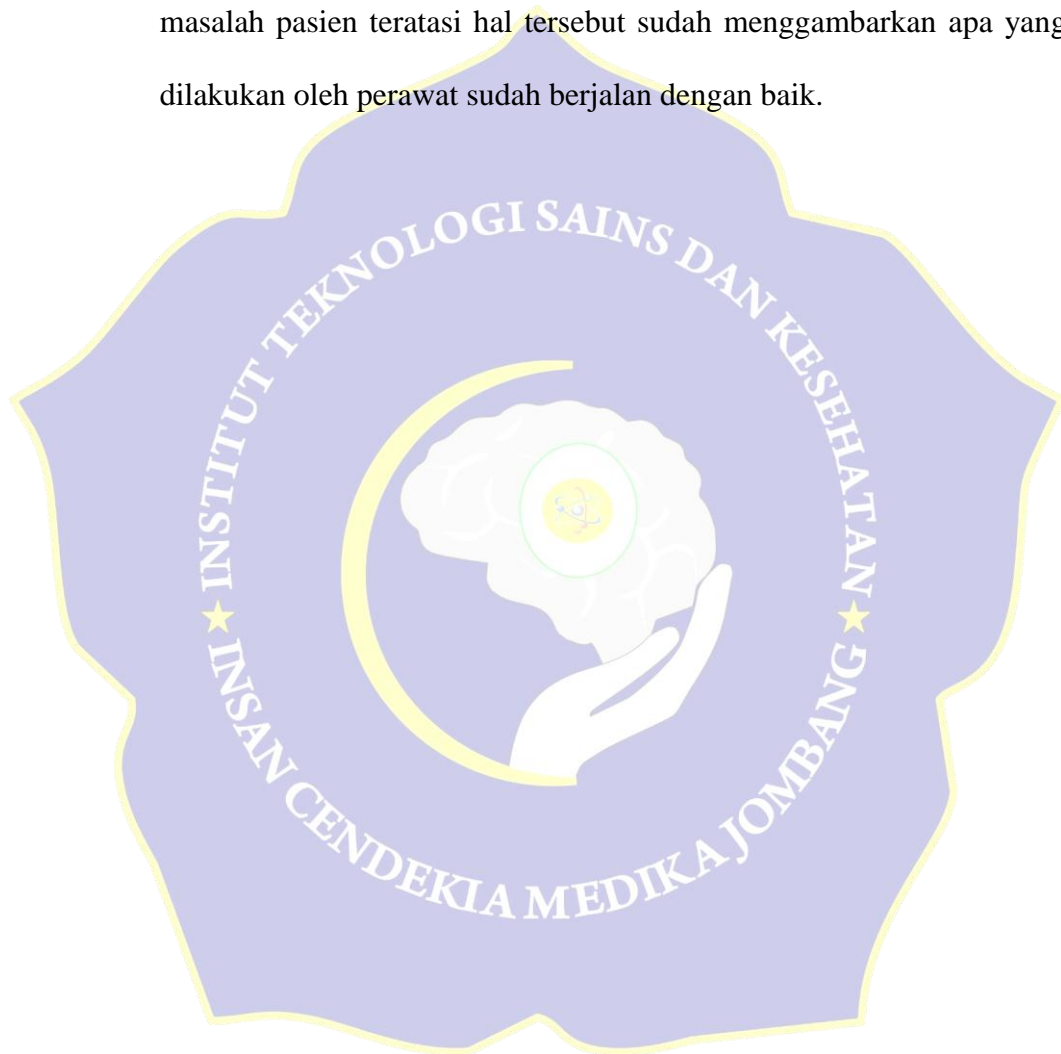 masalah pasien teratasi hal tersebut sudah menggambarkan apa yang
dilakukan oleh perawat sudah berjalan dengan baik.
INSTITUT TEKNOLOGI SAINS DAN KESEHATAN
INSAN CENDEKIA MEDIKA JOMBANG